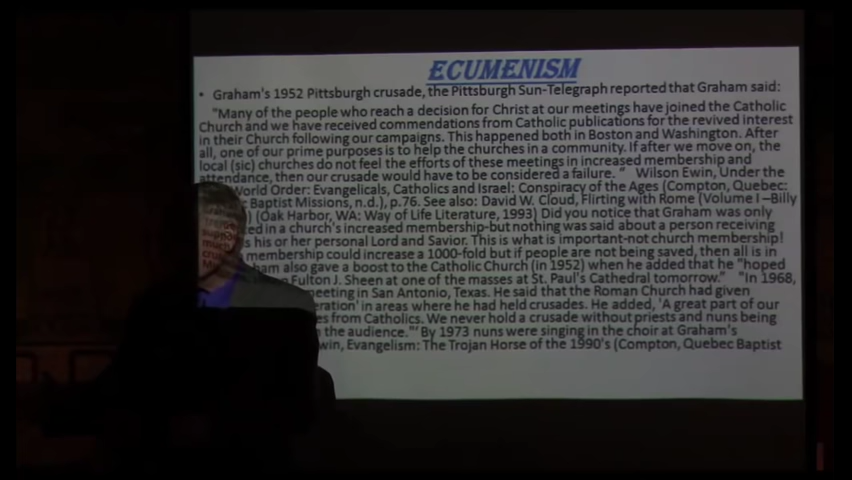 ECUMENISM
• Graham's 1952 Pittsburgh crusade, the Pittsburgh Sun-Telegraph reported that Graham said:
"Many of the people who reach a decision for Christ at our meetings have joined the Catholic
Church and we have received commendations from Catholic publications for the revived interest
in their Church following our campaigns. This happened both in Boston and Washington. After
all, one of our prime purposes is to help the churches in a community. If after we move on, the
local (sic) churches do not feel the efforts of these meetings in increased membership and
attendance, then our crusade would have to be considered a failure. " Wilson Ewin, Under the
World Order: Evangelicals, Catholics and Israel: Conspiracy of the Ages (Compton, Quebec:
Baptist Missions, n.d.), p.76. See also: David W. Cloud, Flirting with Rome (Volume I –Billy
) (Oak Harbor, WA: Way of Life Literature, 1993) Did you notice that Graham was only
ed in a church's increased membership-but nothing was said about a person receiving
s his or her personal Lord and Savior. This is what is important-not church membership!
membership could increase a 1000-fold but if people are not being saved, then all is in
ham also gave a boost to the Catholic Church (in 1952) when he added that he "hoped
n Fulton J. Sheen at one of the masses at St. Paul's Cathedral tomorrow." "In 1968,
meeting in San Antonio, Texas. He said that the Roman Church had given
eration' in areas where he had held crusades. He added, 'A great part of our
es from Catholics. We never hold a crusade without priests and nuns being
n the audience.'" By 1973 nuns were singing in the choir at Graham's
win, Evangelism: The Trojan Horse of the 1990's (Compton, Quebec Baptist